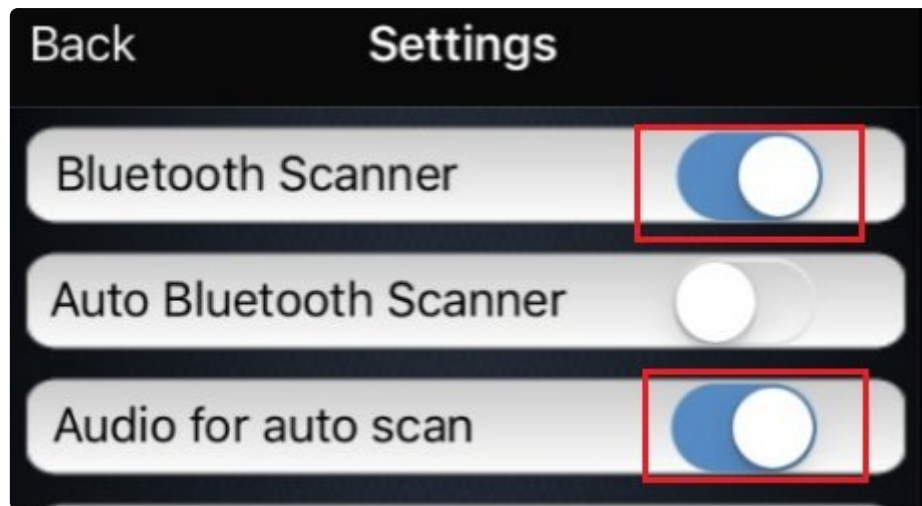 Back
Settings
Bluetooth Scanner
Auto Bluetooth Scanner
Audio for auto scan